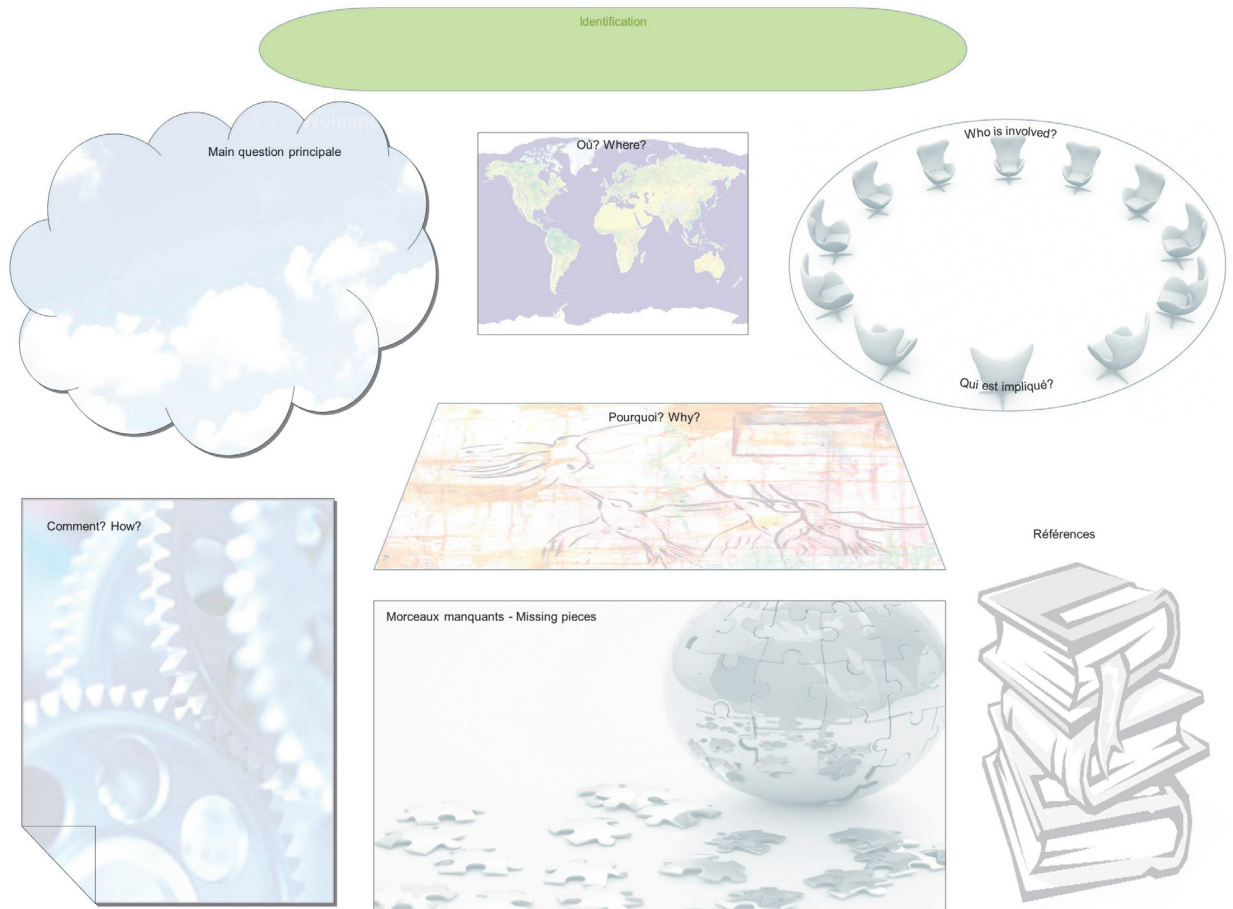 Identification
Main question principale
Où? Where?
Who is involved?
Qui est impliqué?
Pourquoi? Why?
Comment? How?
Références
Morceaux manquants - Missing pieces